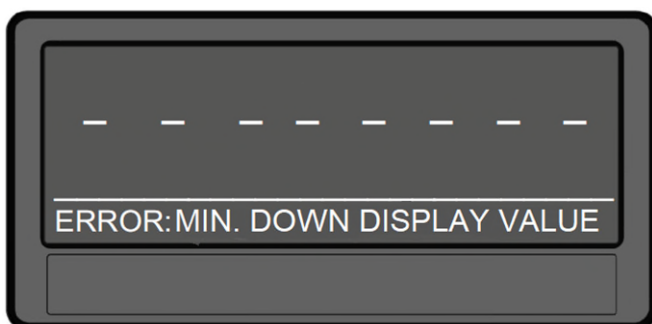 – – – – – – – –
ERROR:MIN. DOWN DISPLAY VALUE